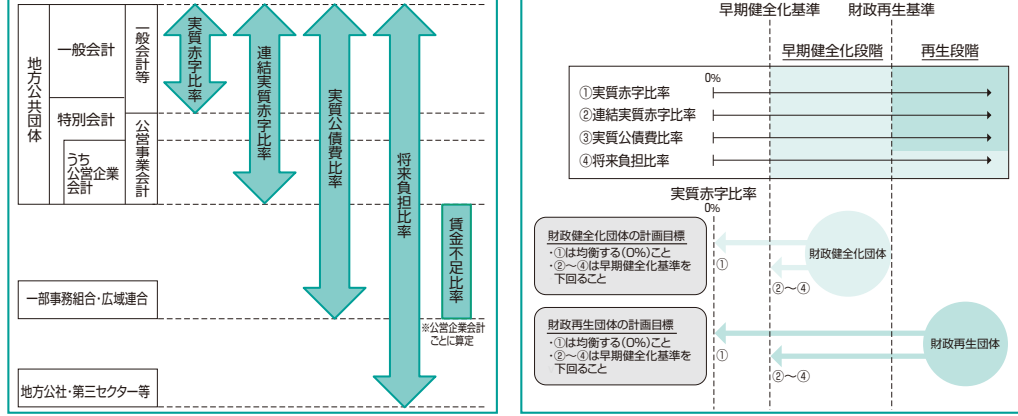 地方公共団体
一般会計
特別会計
うち
公営企業
会計
一般会計等
公営事業会計
実質赤字比率
連結実質赤字比率
実質公債費比率
将来負担比率
賃金不足比率
※公営企業会計
ごとに算定
一部事務組合・広域連合
地方公社・第三セクター等
早期健全化基準
財政再生基準
早期健全化段階
再生段階
0%
①実質赤字比率
②連結実質赤字比率
③実質公債費比率
④将来負担比率
実質赤字比率
0%
財政健全化団体の計画目標
・①は均衡する(0%)こと
・②～④は早期健全化基準を
下回ること
①
②～④
財政健全化団体
財政再生団体の計画目標
・①は均衡する(0%)こと
・②～④は早期健全化基準を
下回ること
①
②～④
財政再生団体